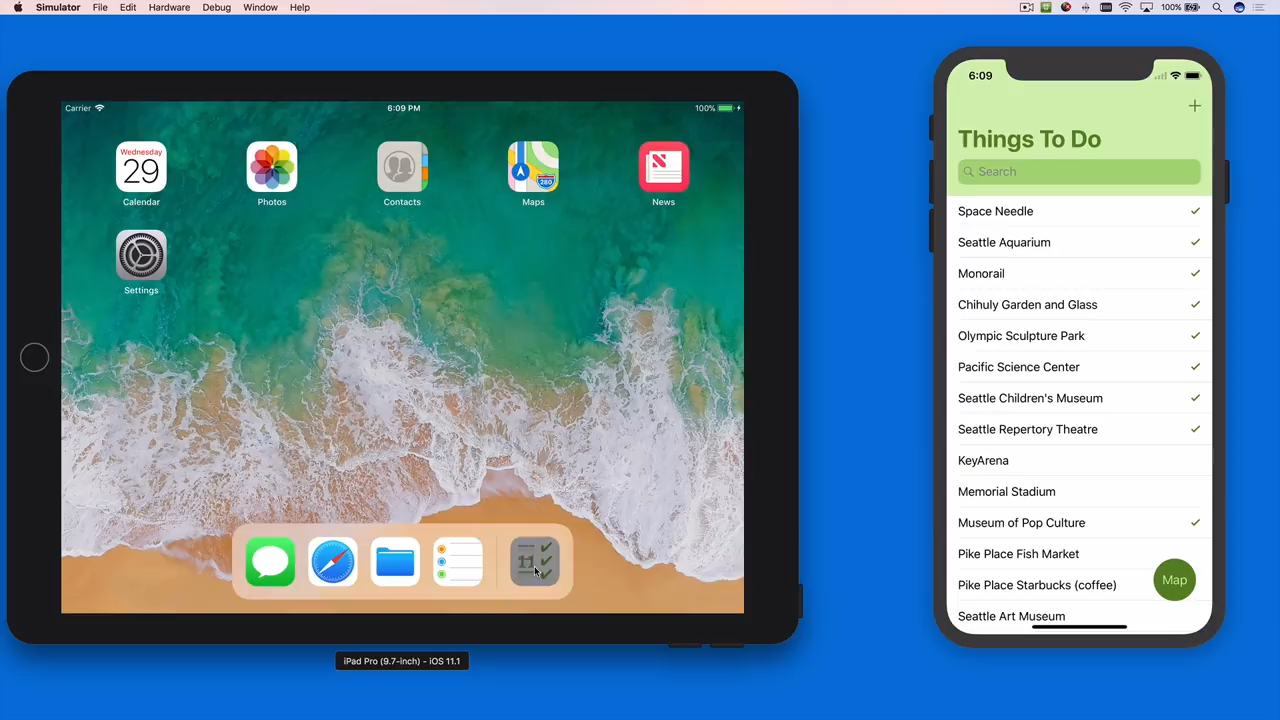 Simulator File Edit Hardware Debug Window Help 100%
Carrier 6:09 PM 100%
Wednesday
29
280
Calendar Photos Contacts Maps News
Settings
11
iPad Pro (9.7-inch) - iOS 11.1
6:09
+
Things To Do
Search
Space Needle
Seattle Aquarium
Monorail
Chihuly Garden and Glass
Olympic Sculpture Park
Pacific Science Center
Seattle Children's Museum
Seattle Repertory Theatre
KeyArena
Memorial Stadium
Museum of Pop Culture
Pike Place Fish Market
Pike Place Starbucks (coffee)
Map
Seattle Art Museum